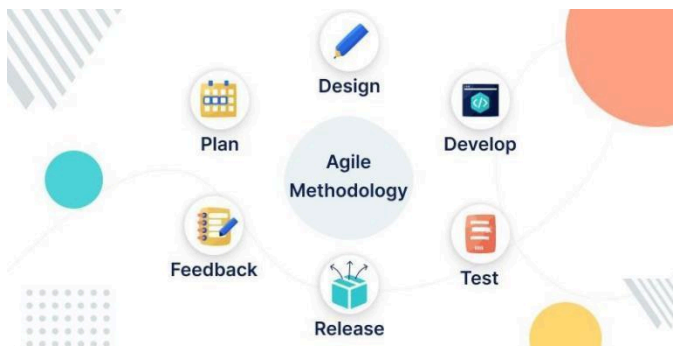 Design
Plan
Develop
Agile
Methodology
Feedback
Test
Release